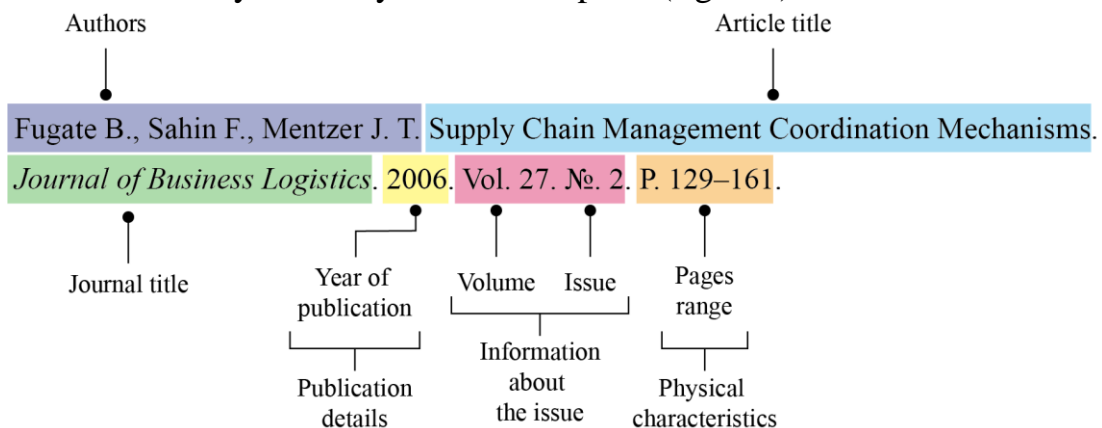 Authors
Article title
Fugate B., Sahin F., Mentzer J. T. Supply Chain Management Coordination Mechanisms.
Journal of Business Logistics. 2006. Vol. 27. №. 2. P. 129–161.
Journal title
Year of
publication
Volume
Issue
Pages
range
Publication
details
Information
about
the issue
Physical
characteristics